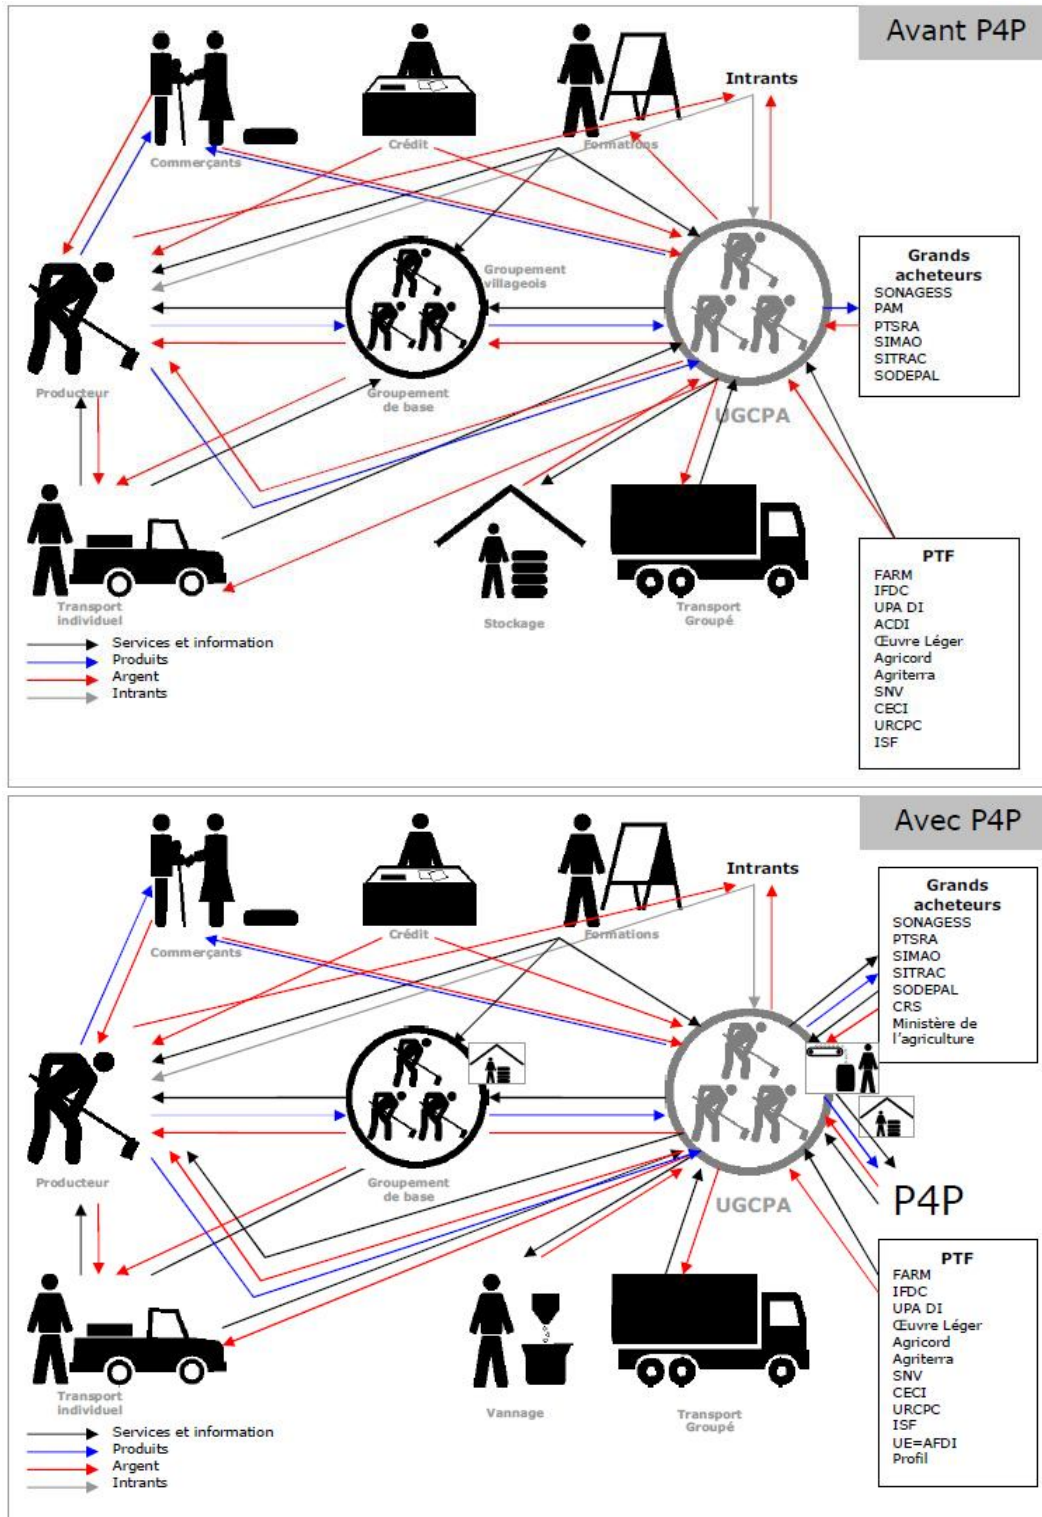 Avant P4P
Intrants
Commerçants
Crédit
Formations
Groupement
villageois
Grands
acheteurs
SONAGESS
PAM
PTSRA
SIMAO
SITRAC
SODEPAL
Producteur
Groupement
de base
UGCPA
Transport
individuel
Stockage
Transport
Groupé
PTF
FARM
IFDC
UPA DI
ACDI
Œuvre Léger
Agricord
Agriterra
SNV
CECI
URCPC
ISF
Services et information
Produits
Argent
Intrants
Avec P4P
Intrants
Commerçants
Crédit
Formations
Grands
acheteurs
SONAGESS
PTSRA
SIMAO
SITRAC
SODEPAL
CRS
Ministère de
l'agriculture
Producteur
Groupement
de base
UGCPA
P4P
Transport
individuel
Vannage
Transport
Groupé
PTF
FARM
IFDC
UPA DI
Œuvre Léger
Agricord
Agriterra
SNV
CECI
URCPC
ISF
UE=AFDI
Profil
Services et information
Produits
Argent
Intrants